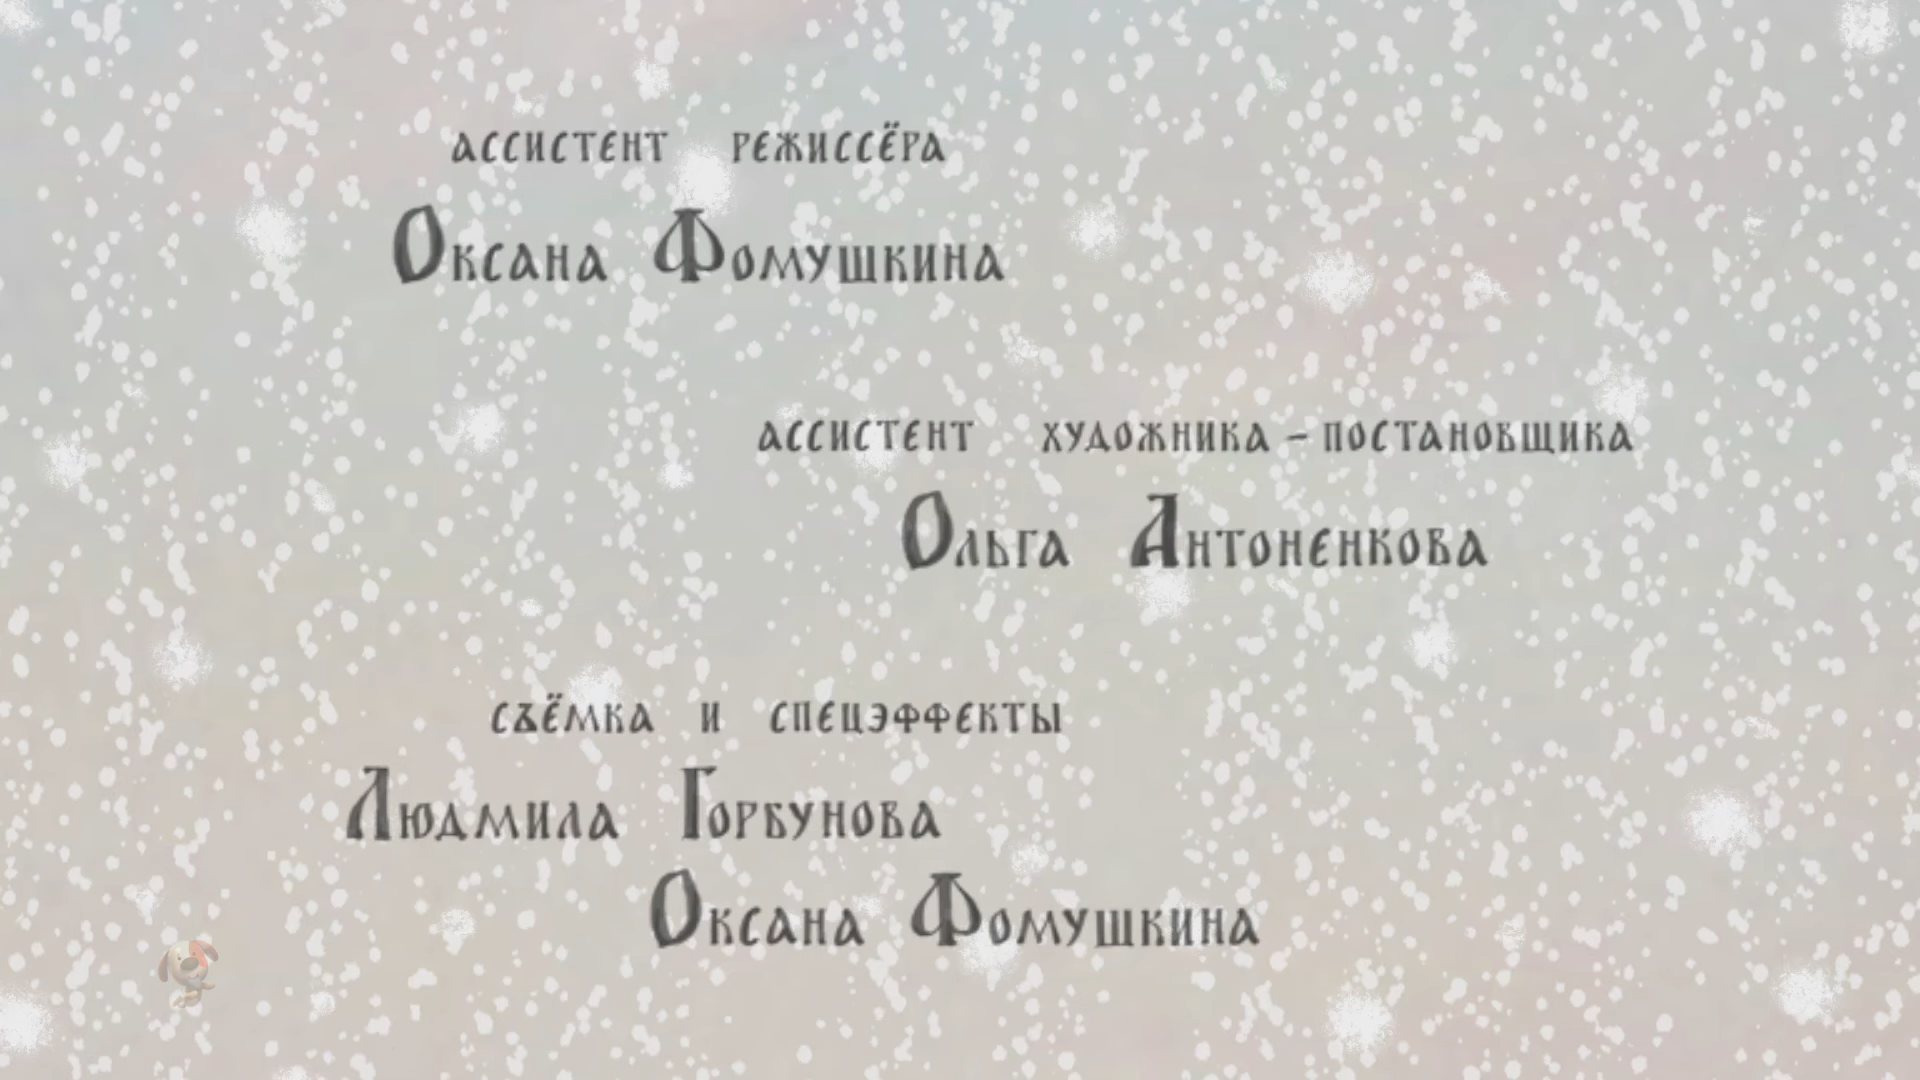 ассистент режиссёра
Оксана Фомушкина
ассистент художника – постановщика
Ольга Антоненкова
съёмка и спецэффекты
Людмила Горбунова
Оксана Фомушкина